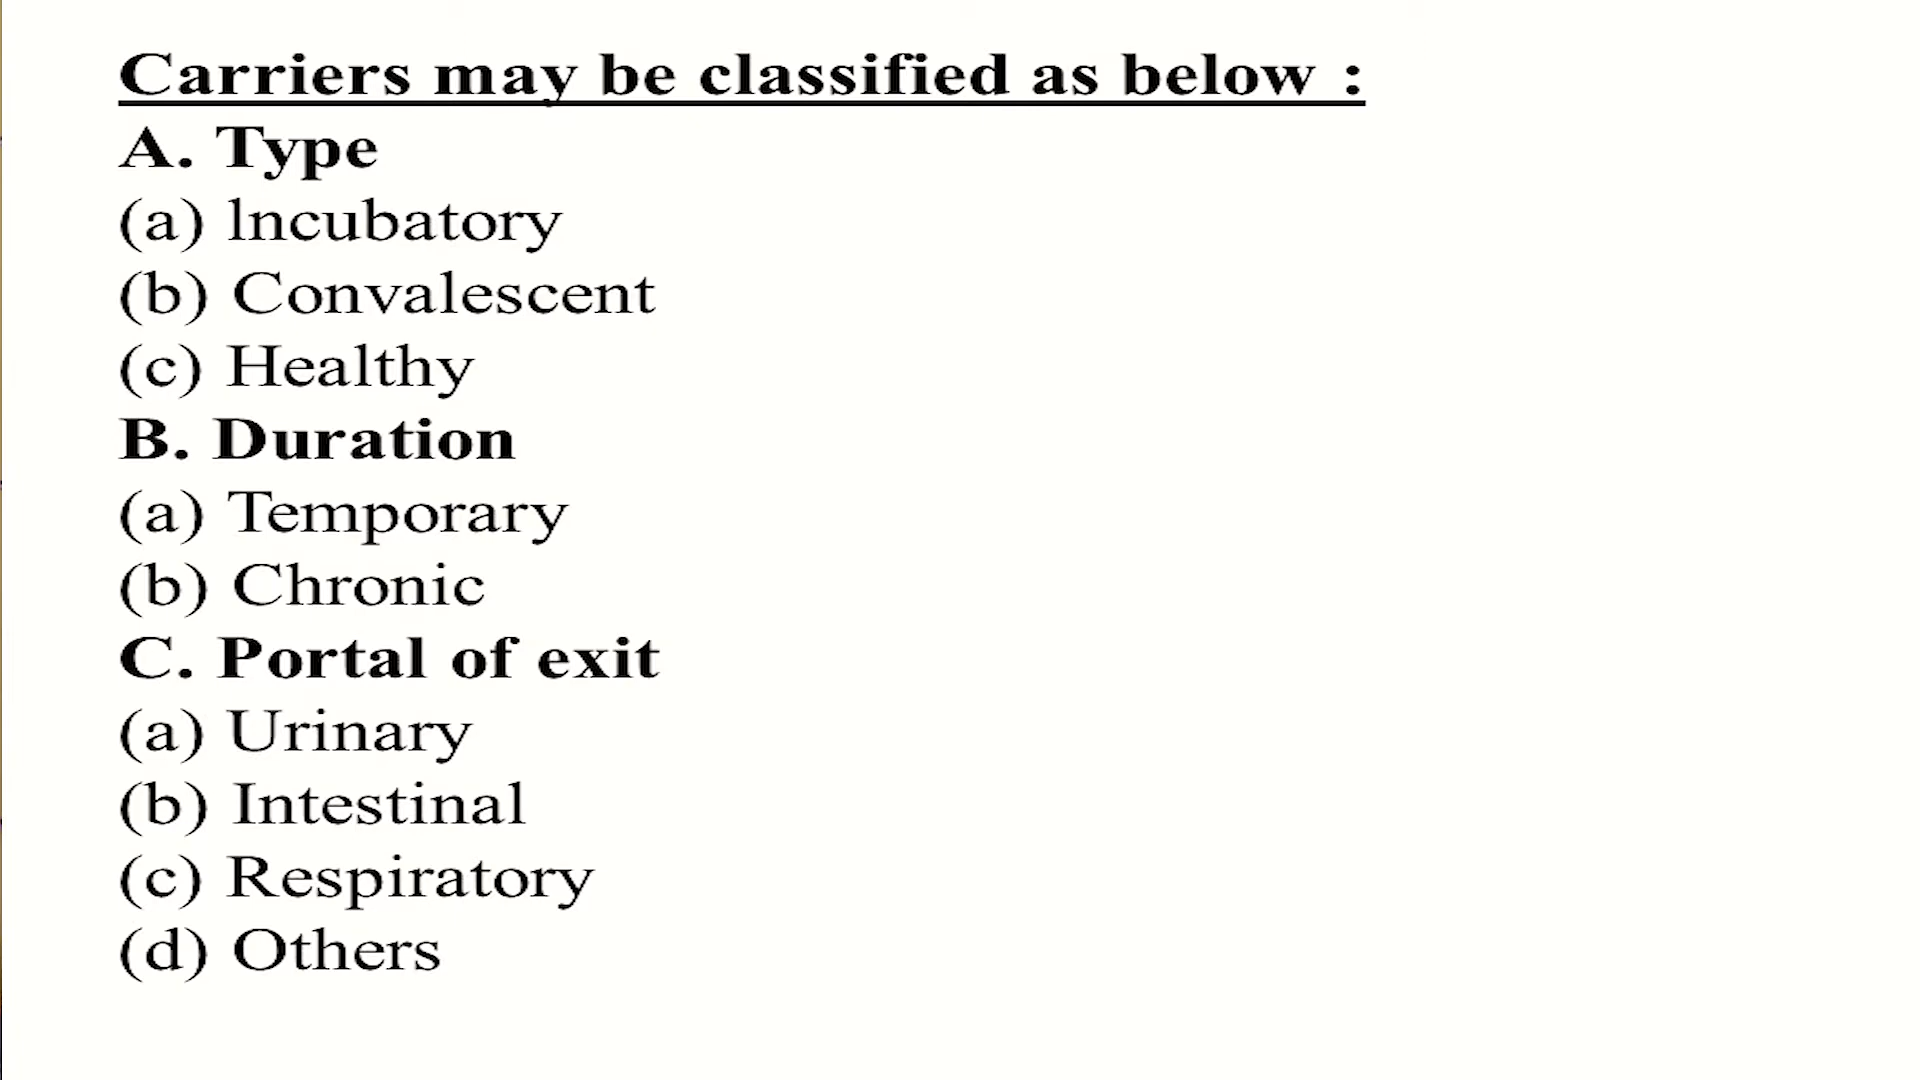 Carriers may be classified as below :
A. Type
(a) lncubatory
(b) Convalescent
(c) Healthy
B. Duration
(a) Temporary
(b) Chronic
C. Portal of exit
(a) Urinary
(b) Intestinal
(c) Respiratory
(d) Others